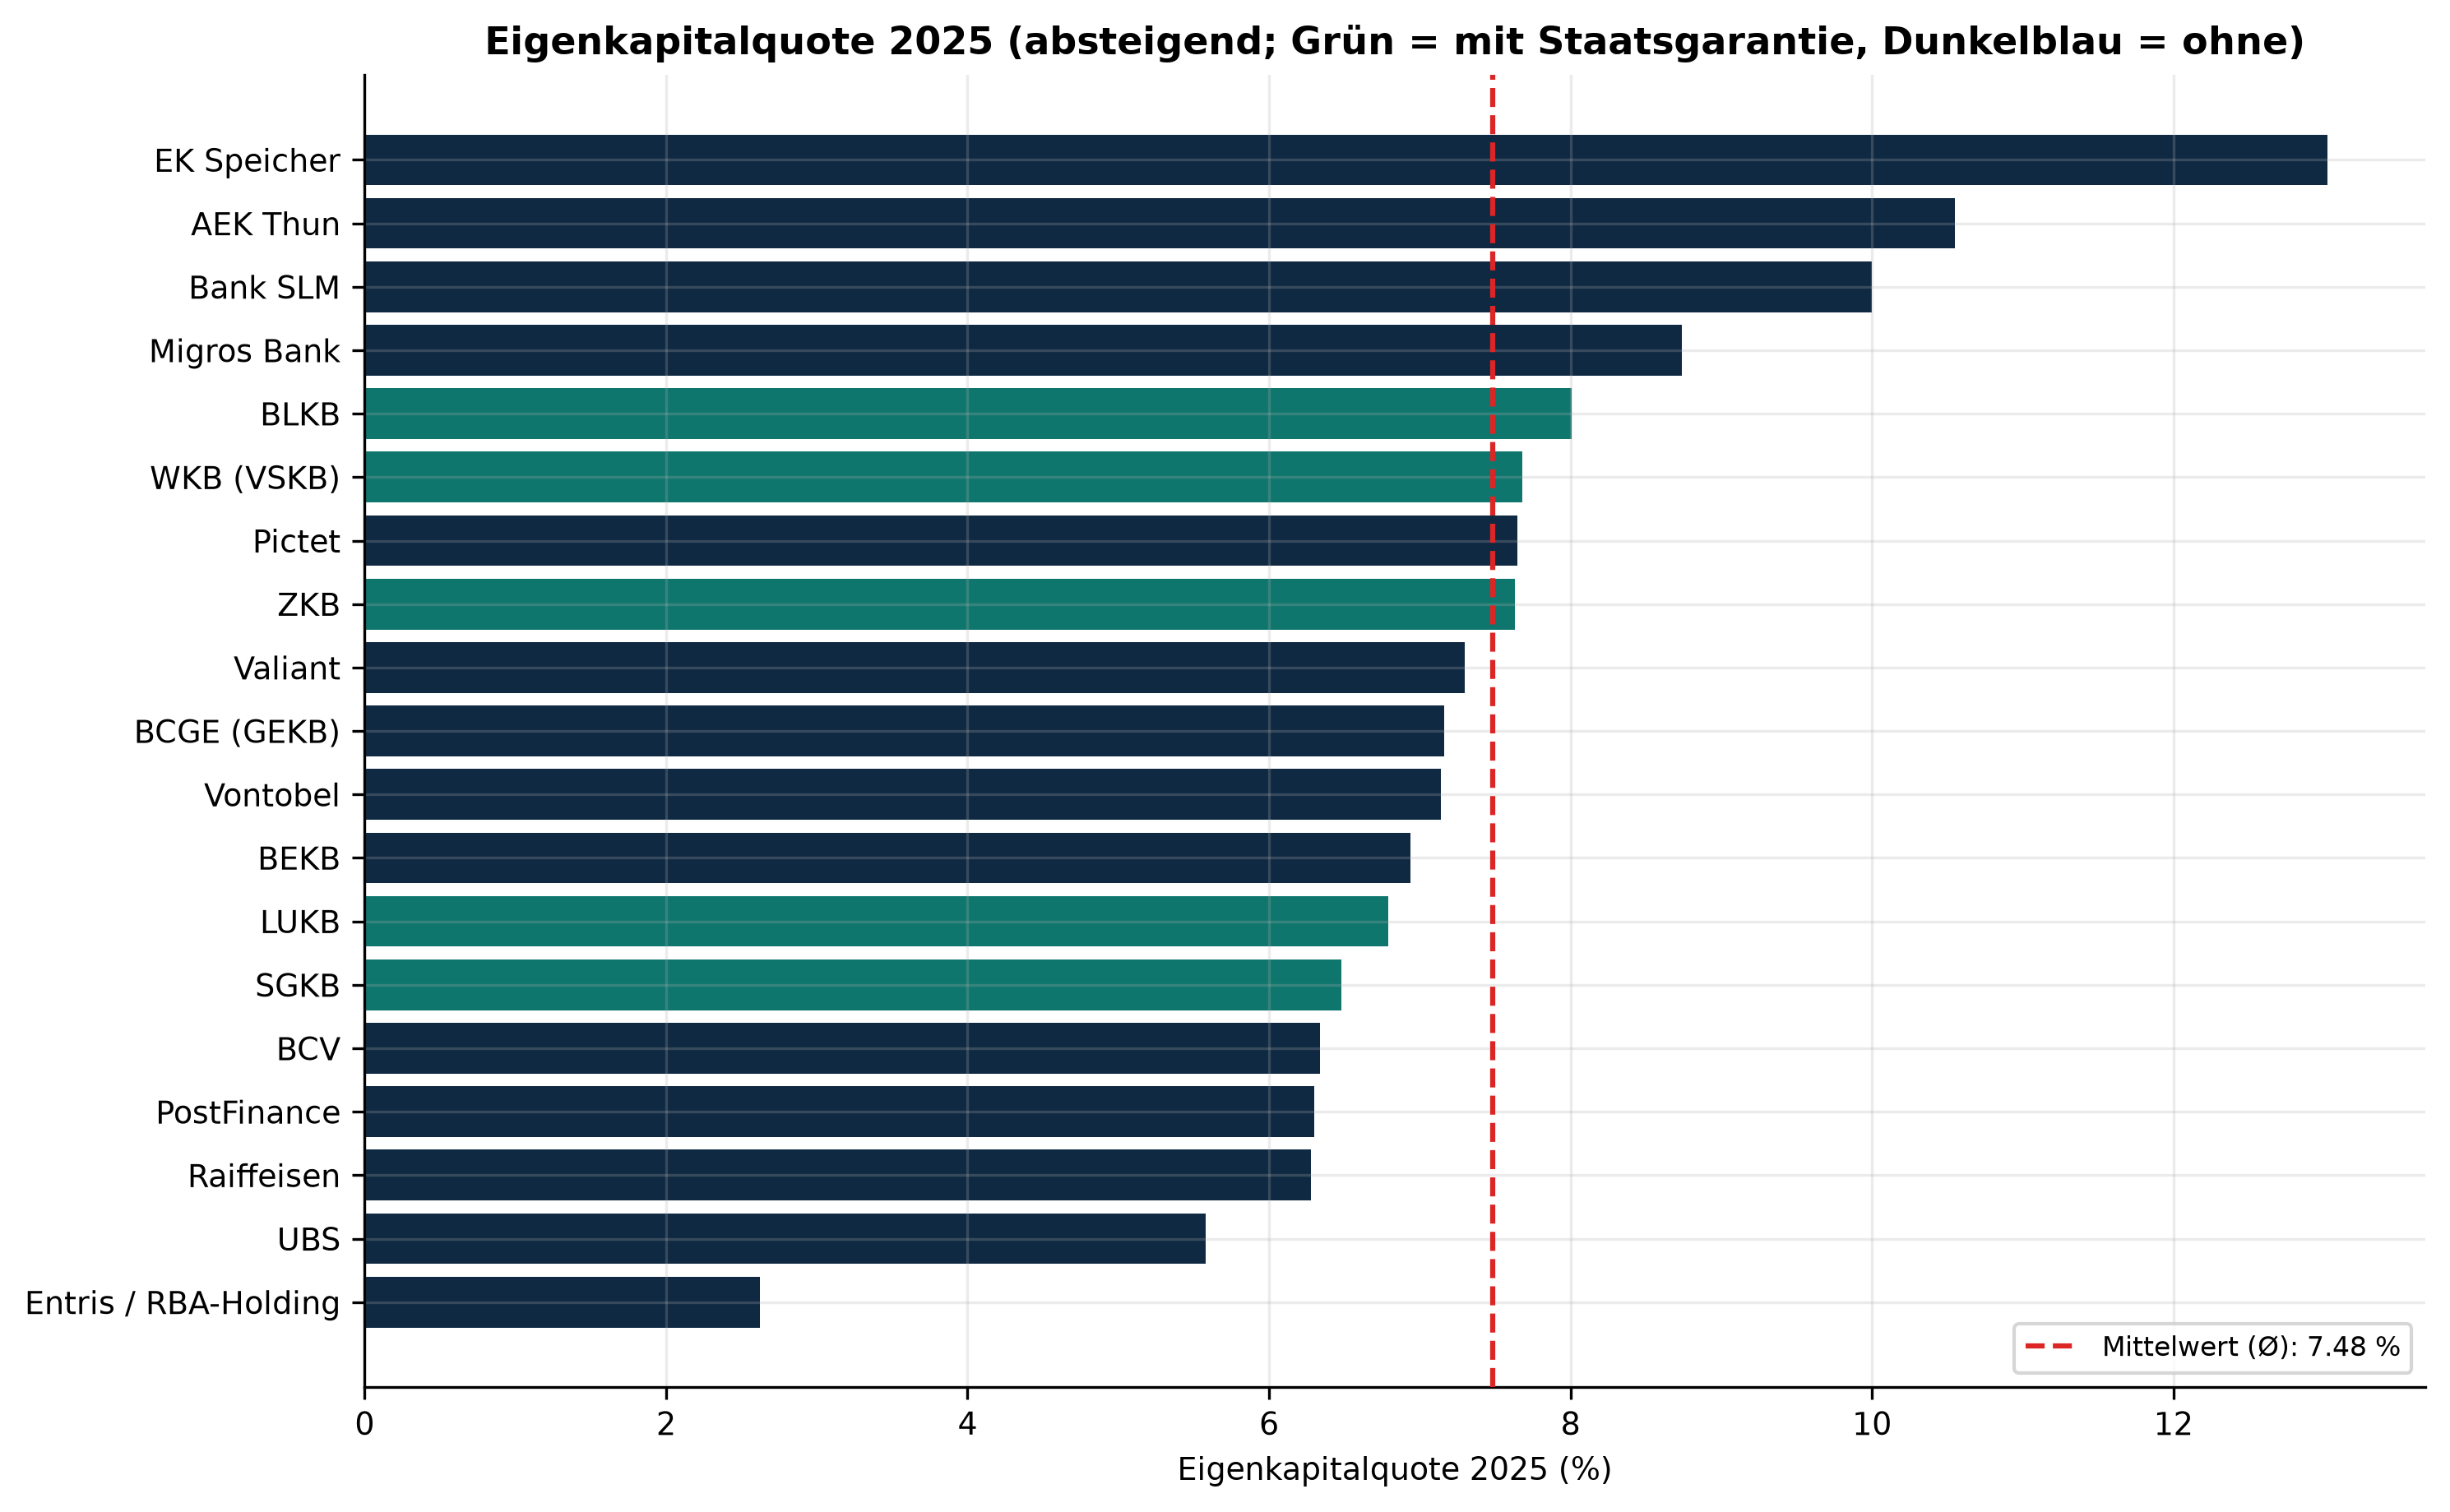 Eigenkapitalquote 2025 (absteigend; Grün = mit Staatsgarantie, Dunkelblau = ohne)
EK Speicher
AEK Thun
Bank SLM
Migros Bank
BLKB
WKB (VSKB)
Pictet
ZKB
Valiant
BCGE (GEKB)
Vontobel
BEKB
LUKB
SGKB
BCV
PostFinance
Raiffeisen
UBS
Entris / RBA-Holding
Mittelwert (Ø): 7.48 %
0 2 4 6 8 10 12
Eigenkapitalquote 2025 (%)